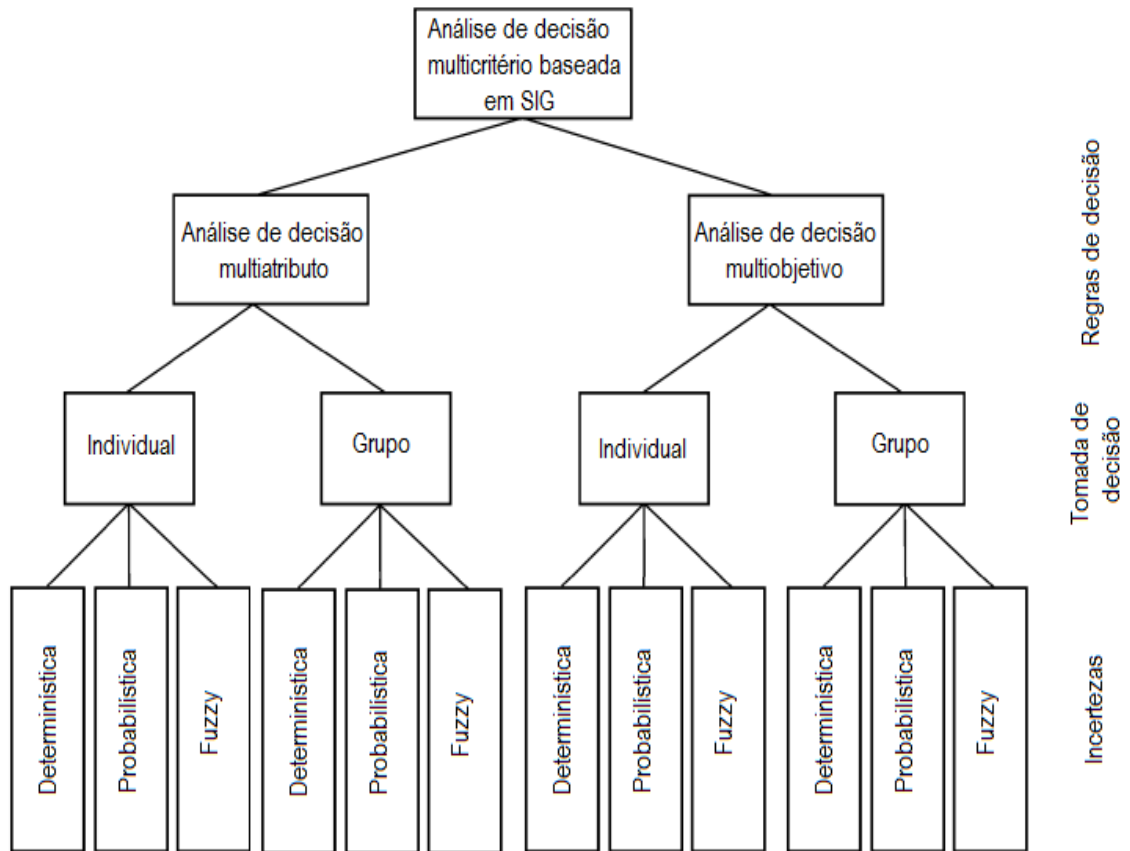 Análise de decisão
multicritério baseada
em SIG
Regras de decisão
Análise de decisão
multiatributo
Análise de decisão
multiobjetivo
Individual
Grupo
Individual
Grupo
Tomada de
decisão
Determinística
Probabilística
Fuzzy
Determinística
Probabilística
Fuzzy
Determinística
Probabilística
Fuzzy
Determinística
Probabilística
Fuzzy
Incertezas